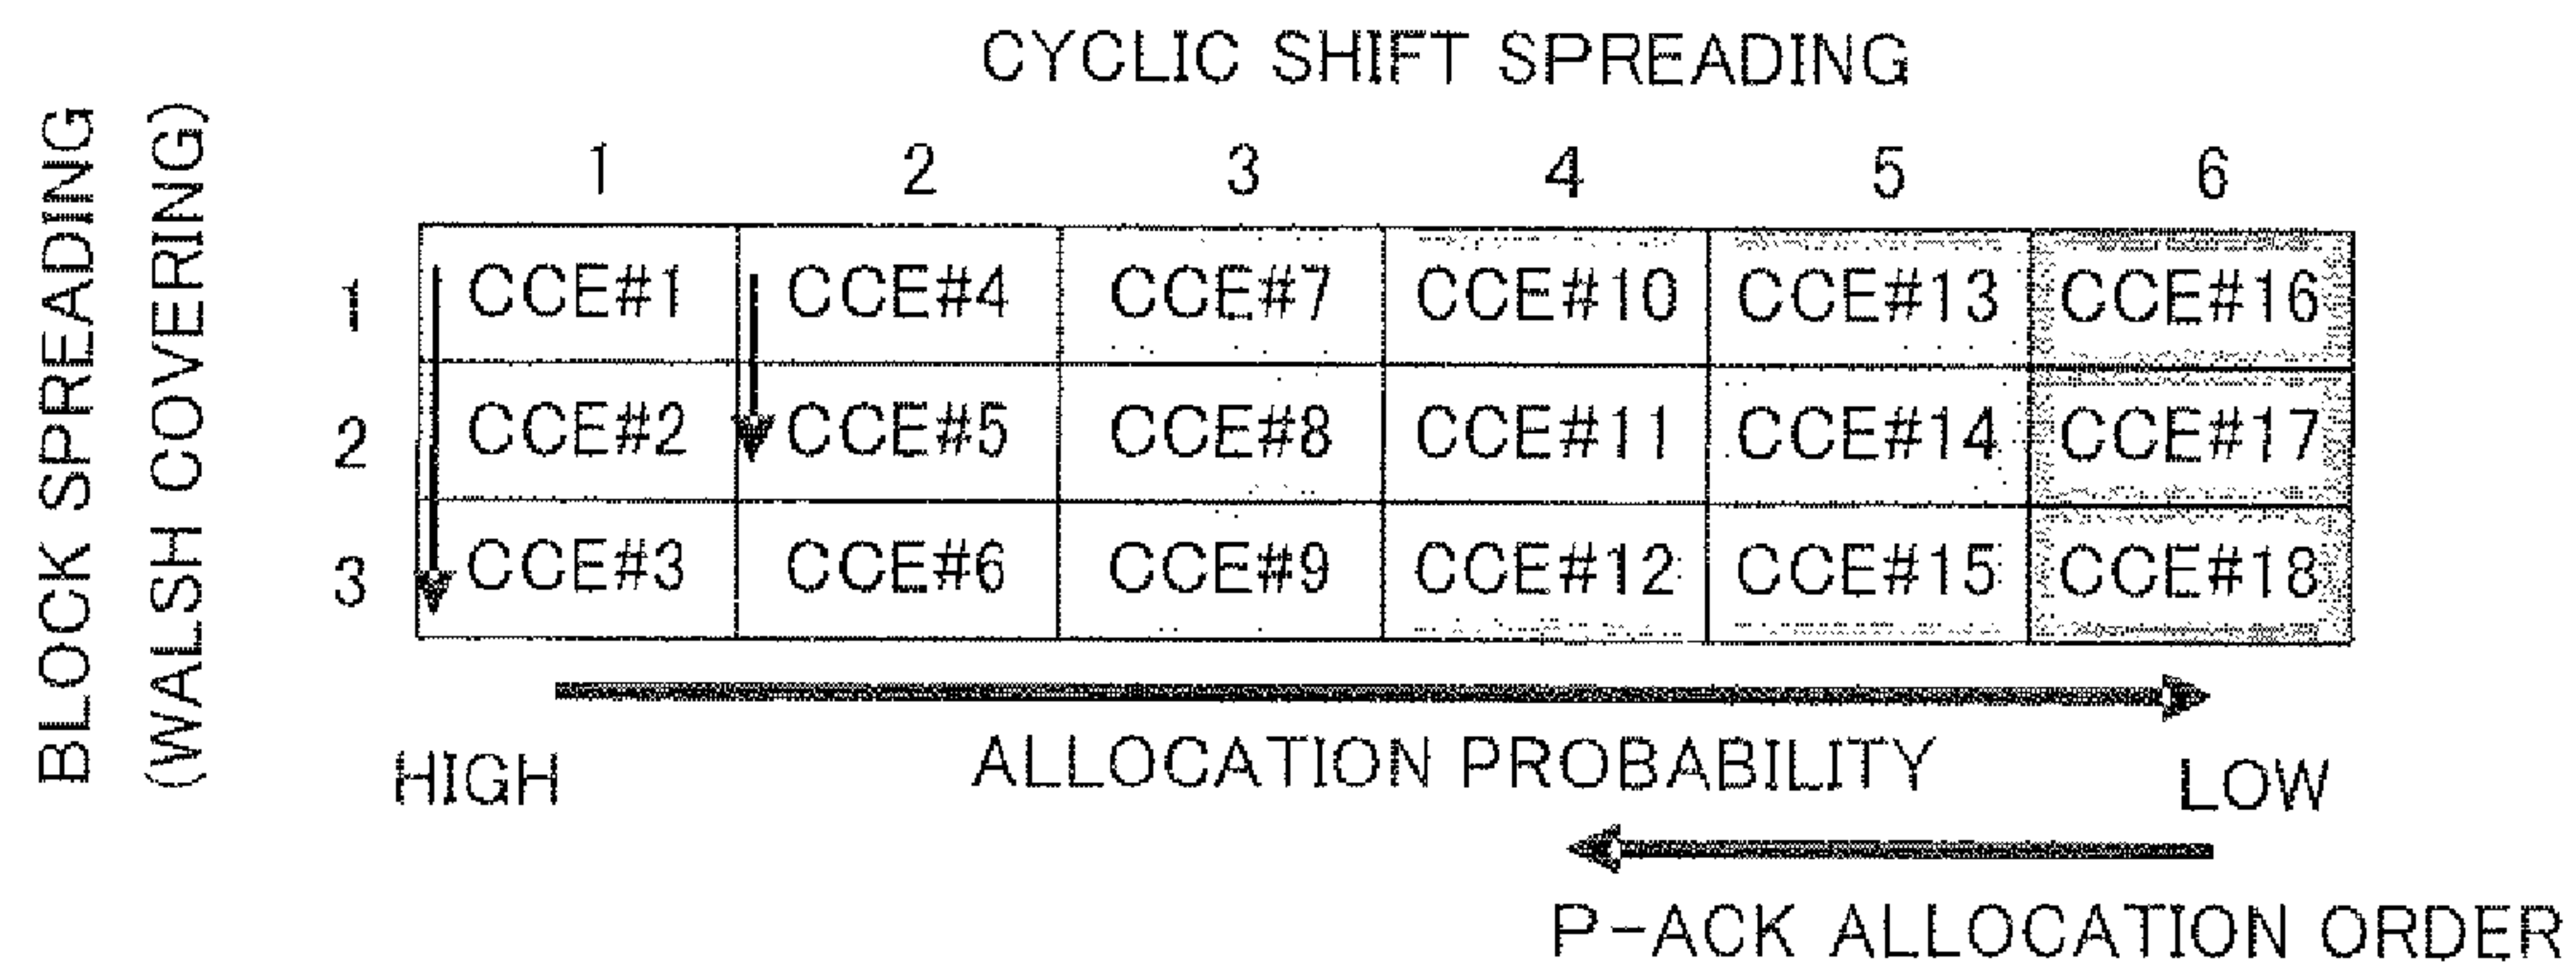 CYCLIC SHIFT SPREADING
BLOCK SPREADING
(WALSH COVERING)
1 2 3 4 5 6
1 CCE#1 CCE#4 CCE#7 CCE#10 CCE#13 CCE#16
2 CCE#2 CCE#5 CCE#8 CCE#11 CCE#14 CCE#17
3 CCE#3 CCE#6 CCE#9 CCE#12 CCE#15 CCE#18
HIGH ALLOCATION PROBABILITY LOW
P-ACK ALLOCATION ORDER